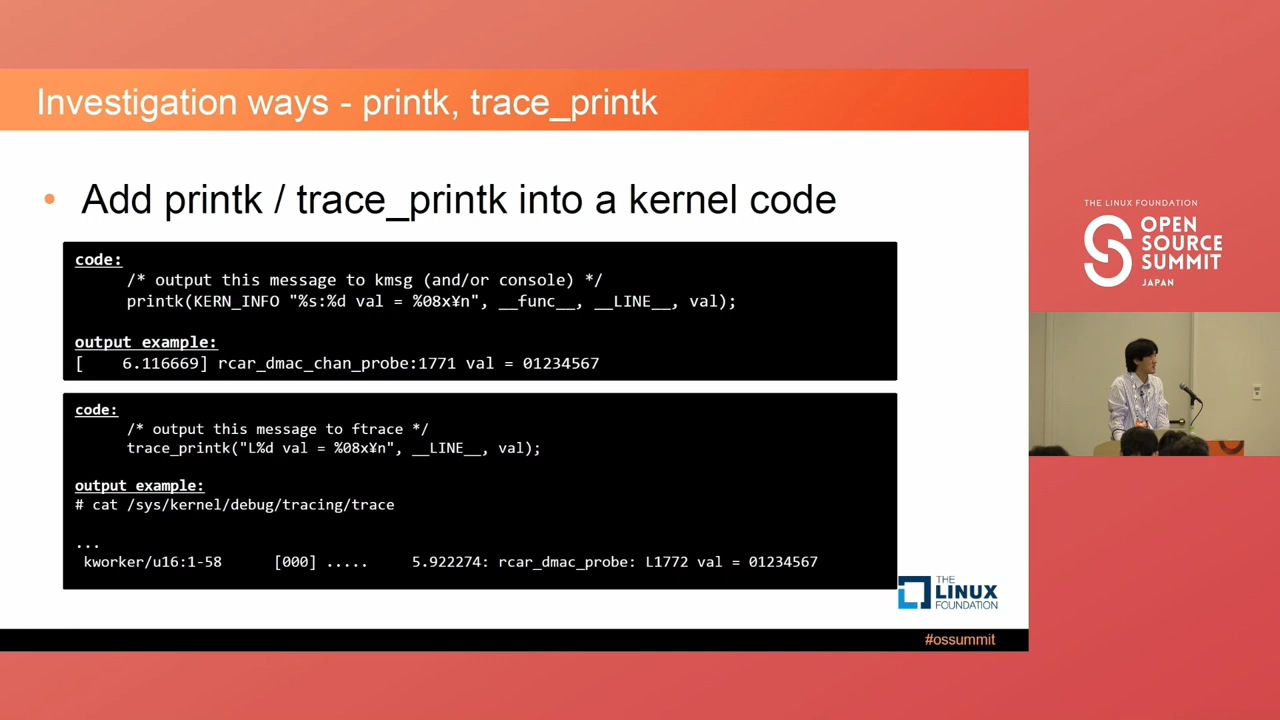 Investigation ways - printk, trace_printk
• Add printk / trace_printk into a kernel code
code:
/* output this message to kmsg (and/or console) */
printk(KERN_INFO "%s:%d val = %08x¥n", __func__, __LINE__, val);
output example:
[    6.116669] rcar_dmac_chan_probe:1771 val = 01234567
code:
/* output this message to ftrace */
trace_printk("L%d val = %08x¥n", __LINE__, val);
output example:
# cat /sys/kernel/debug/tracing/trace
...
kworker/u16:1-58      [000] .....     5.922274: rcar_dmac_probe: L1772 val = 01234567
THE
LINUX
FOUNDATION
#ossummit
THE LINUX FOUNDATION
OPEN
SOURCE
SUMMIT
JAPAN